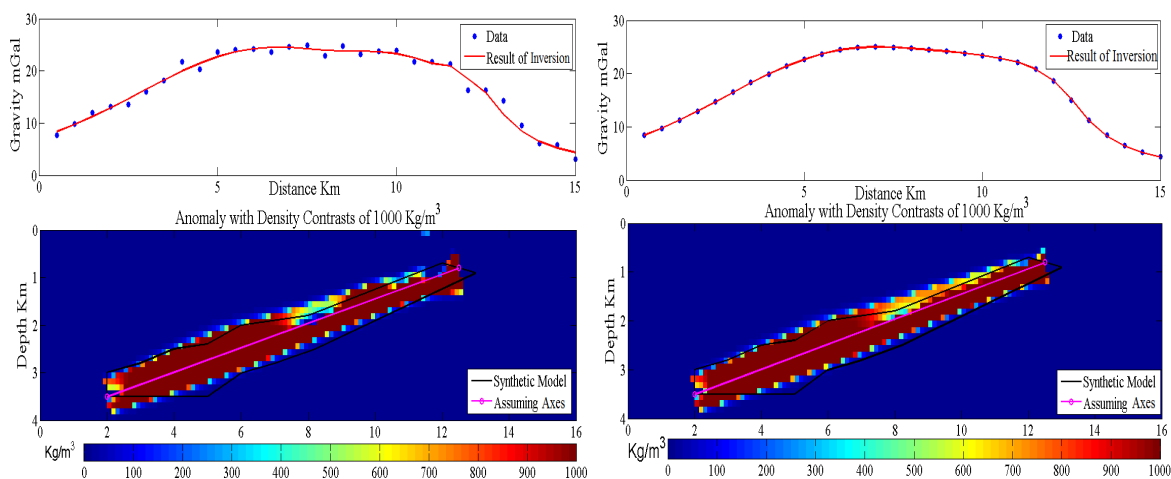 30
20
10
0
Gravity mGal
Data
Result of Inversion
0 5 10 15
Distance Km
Anomaly with Density Contrasts of 1000 Kg/m³
0
1
2
3
4
Depth Km
Synthetic Model
Assuming Axes
0 2 4 6 8 10 12 14 16
Kg/m³
0 100 200 300 400 500 600 700 800 900 1000
30
20
10
0
Gravity mGal
Data
Result of Inversion
0 5 10 15
Distance Km
Anomaly with Density Contrasts of 1000 Kg/m³
0
1
2
3
4
Depth Km
Synthetic Model
Assuming Axes
0 2 4 6 8 10 12 14 16
Kg/m³
0 100 200 300 400 500 600 700 800 900 1000